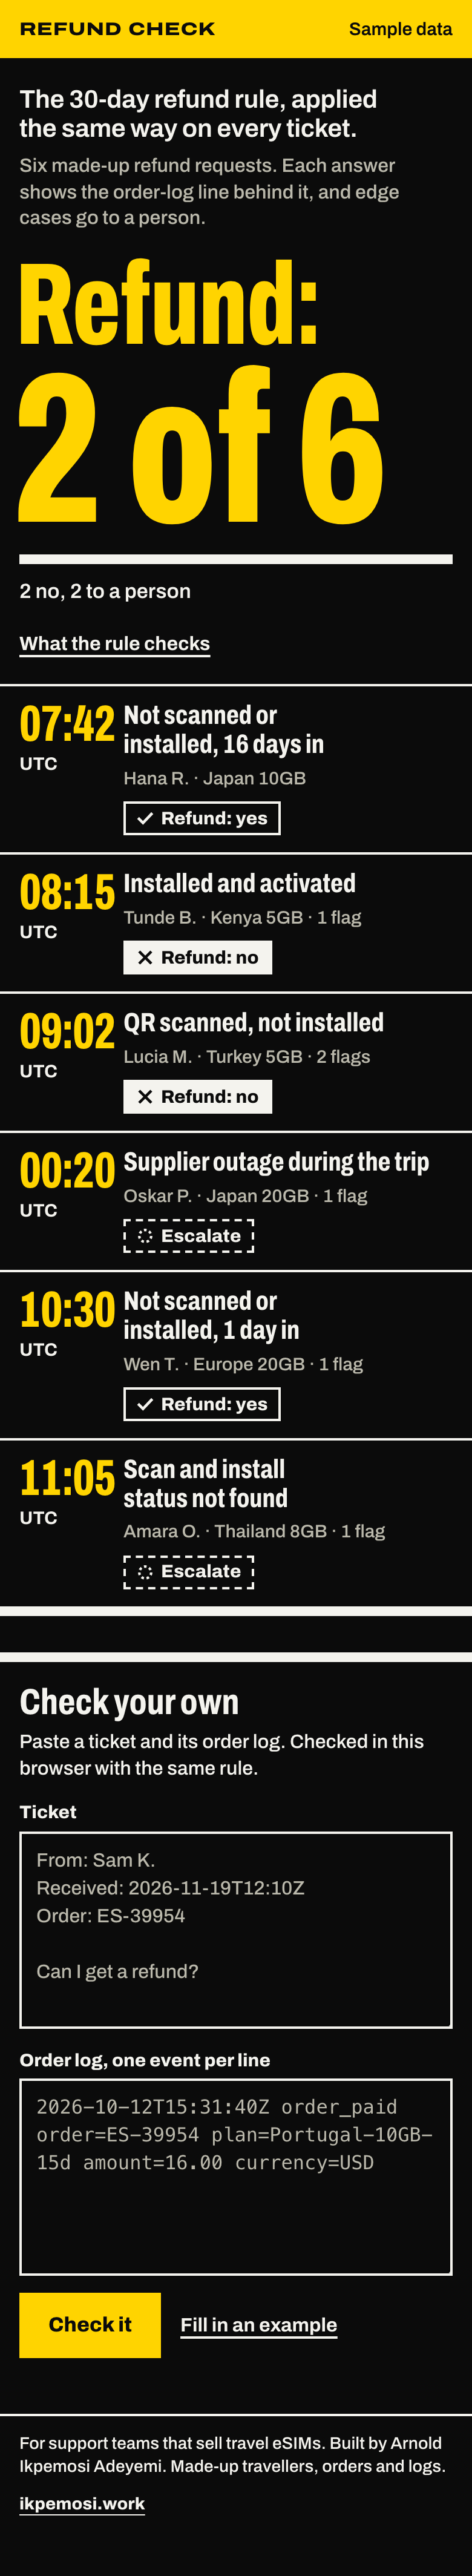 REFUND CHECK
Sample data
The 30-day refund rule, applied
the same way on every ticket.
Six made-up refund requests. Each answer
shows the order-log line behind it, and edge
cases go to a person.
Refund:
2 of 6
2 no, 2 to a person
What the rule checks
07:42
UTC
Not scanned or
installed, 16 days in
Hana R. · Japan 10GB
Refund: yes
08:15
UTC
Installed and activated
Tunde B. · Kenya 5GB · 1 flag
Refund: no
09:02
UTC
QR scanned, not installed
Lucia M. · Turkey 5GB · 2 flags
Refund: no
00:20
UTC
Supplier outage during the trip
Oskar P. · Japan 20GB · 1 flag
Escalate
10:30
UTC
Not scanned or
installed, 1 day in
Wen T. · Europe 20GB · 1 flag
Refund: yes
11:05
UTC
Scan and install
status not found
Amara O. · Thailand 8GB · 1 flag
Escalate
Check your own
Paste a ticket and its order log. Checked in this
browser with the same rule.
Ticket
From: Sam K.
Received: 2026-11-19T12:10Z
Order: ES-39954
Can I get a refund?
Order log, one event per line
2026-10-12T15:31:40Z order_paid
order=ES-39954 plan=Portugal-10GB-
15d amount=16.00 currency=USD
Check it
Fill in an example
For support teams that sell travel eSIMs. Built by Arnold
Ikpemosi Adeyemi. Made-up travellers, orders and logs.
ikpemosi.work